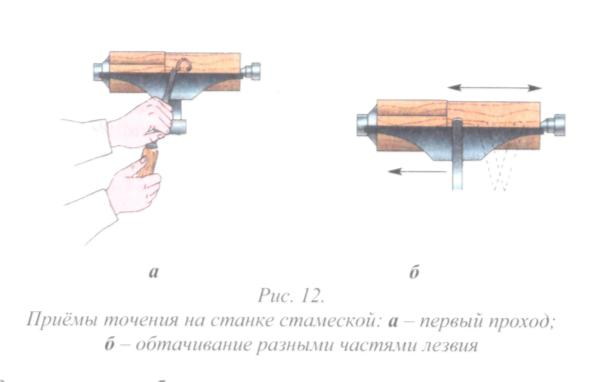 а б
Рис. 12.
Приёмы точения на станке стамеской: а – первый проход;
б – обтачивание разными частями лезвия